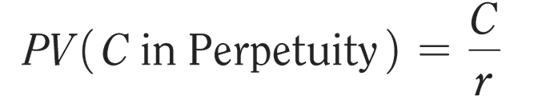 PV(C in Perpetuity) = C/r